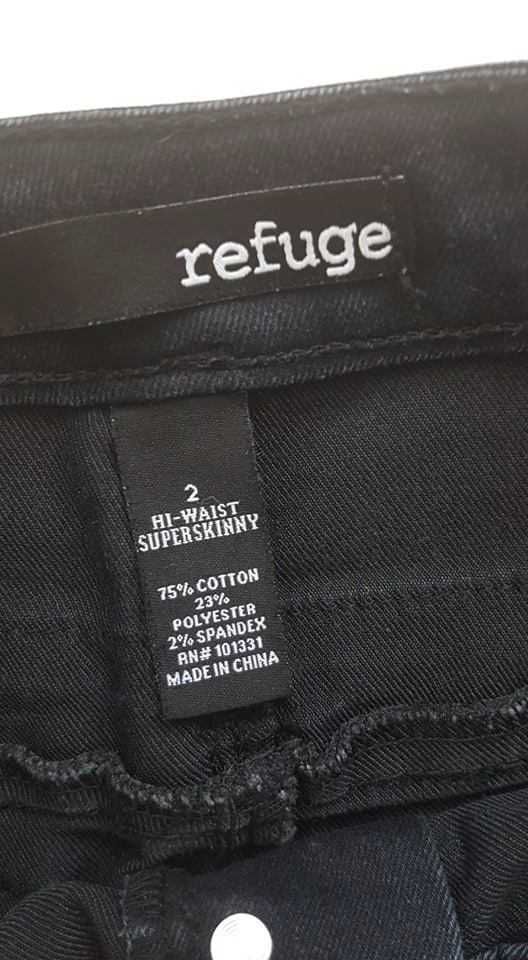 refuge
2
HI-WAIST
SUPERSKINNY
75% COTTON
23%
POLYESTER
2% SPANDEX
RN# 101331
MADE IN CHINA